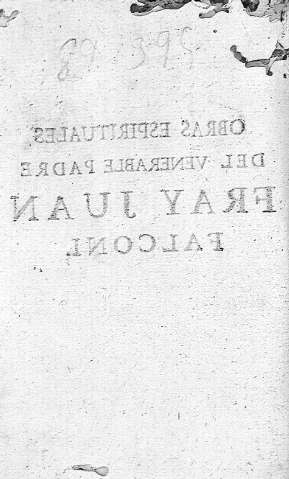 OBRAS ESPIRITUALES
DEL VENERABLE PADRE
FRAY JUAN
FALCONI.